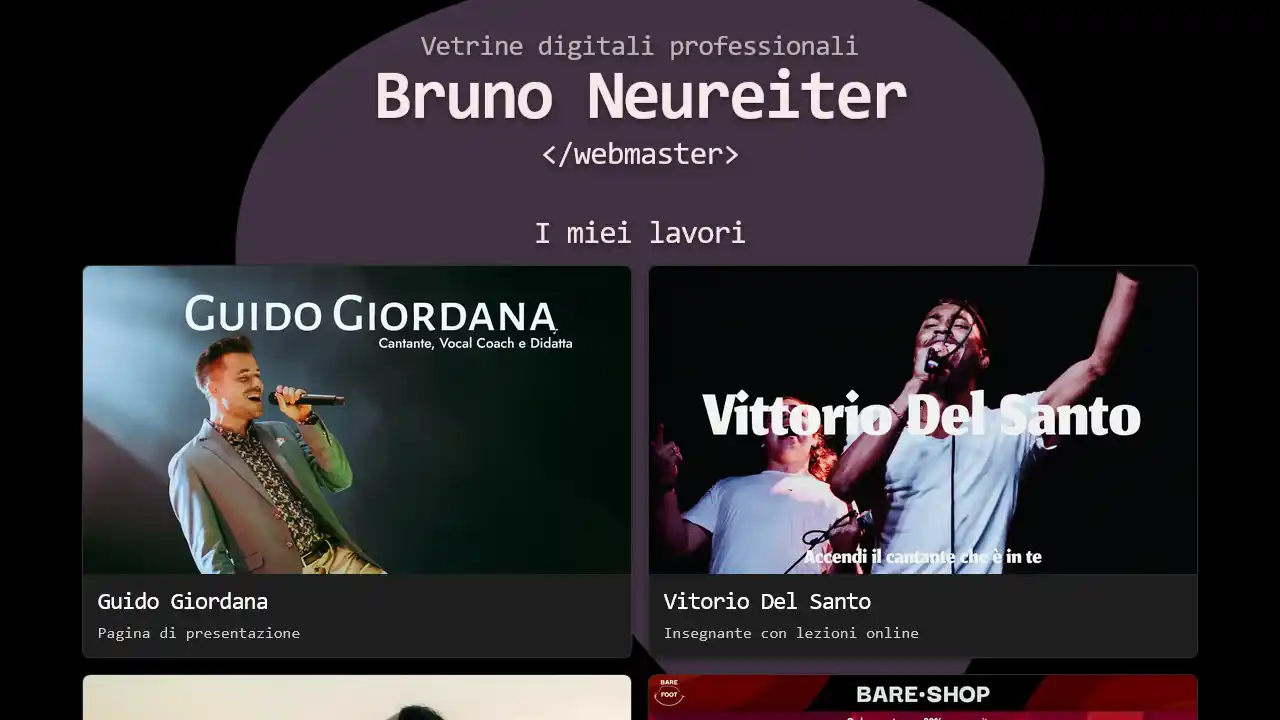 Vetrine digitali professionali
Bruno Neureiter
</webmaster>
I miei lavori
GUIDO GIORDANA
Cantante, Vocal Coach e Didatta
Vittorio Del Santo
Accendi il cantante che è in te
Guido Giordana
Pagina di presentazione
Vitorio Del Santo
Insegnante con lezioni online
BARE
FOOT
BARE•SHOP